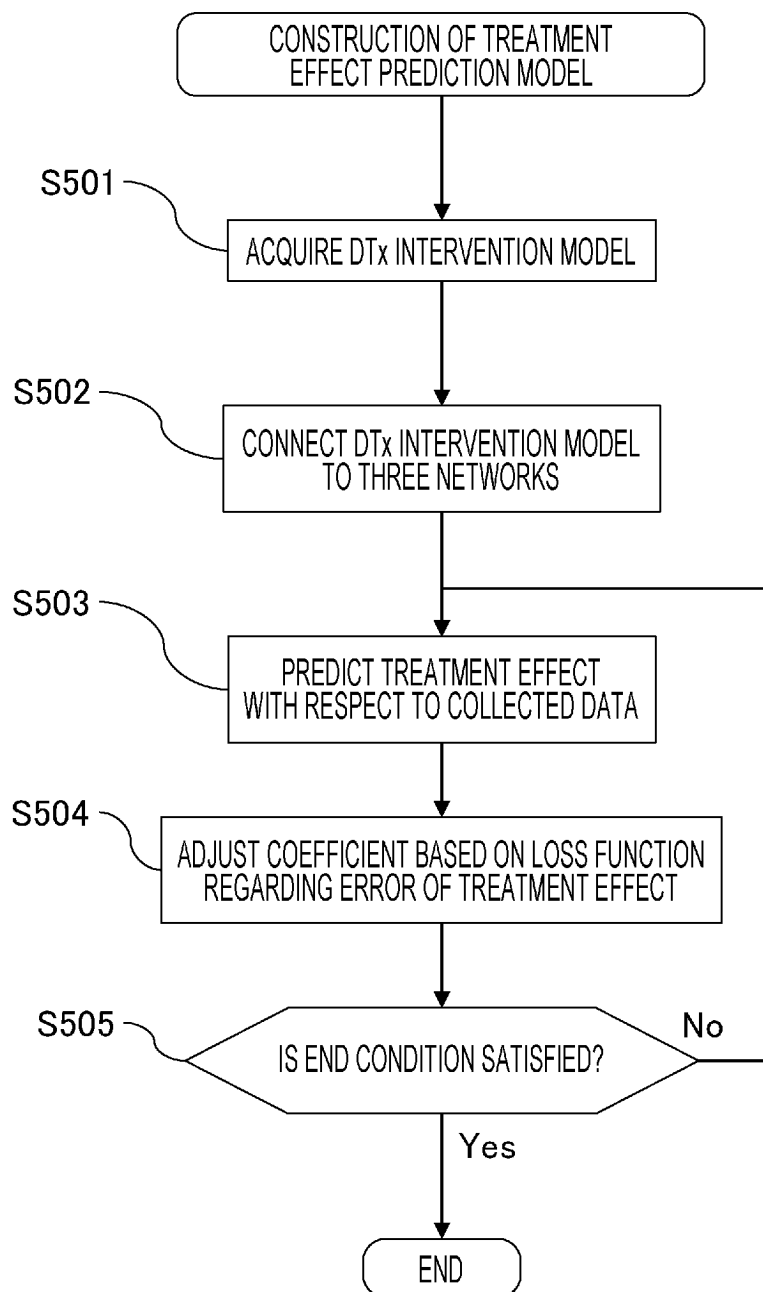 CONSTRUCTION OF TREATMENT
EFFECT PREDICTION MODEL
S501
ACQUIRE DTx INTERVENTION MODEL
S502
CONNECT DTx INTERVENTION MODEL
TO THREE NETWORKS
S503
PREDICT TREATMENT EFFECT
WITH RESPECT TO COLLECTED DATA
S504
ADJUST COEFFICIENT BASED ON LOSS FUNCTION
REGARDING ERROR OF TREATMENT EFFECT
S505
IS END CONDITION SATISFIED?
No
Yes
END